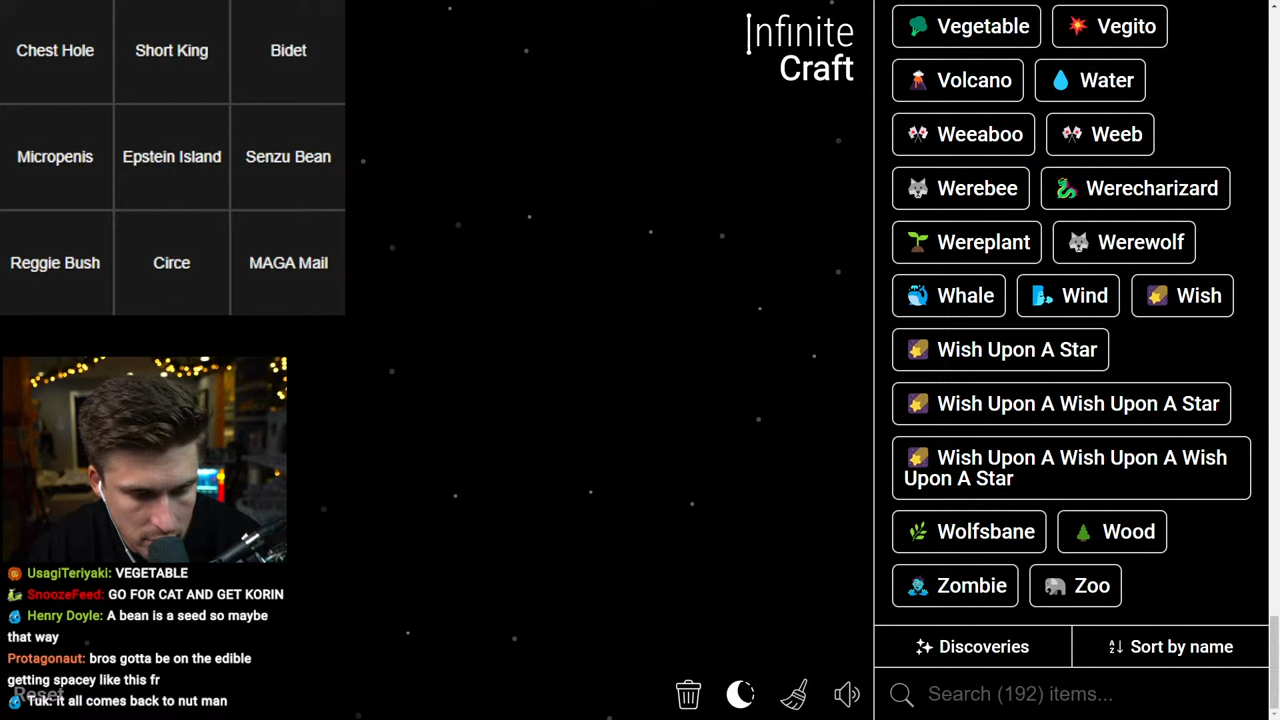 Chest Hole
Short King
Bidet
Micropenis
Epstein Island
Senzu Bean
Reggie Bush
Circe
MAGA Mail
Infinite
Craft
Vegetable
Vegito
Volcano
Water
Weeaboo
Weeb
Werebee
Werecharizard
Wereplant
Werewolf
Whale
Wind
Wish
Wish Upon A Star
Wish Upon A Wish Upon A Star
Wish Upon A Wish Upon A Wish
Upon A Star
Wolfsbane
Wood
Zombie
Zoo
Discoveries
Sort by name
Search (192) items...
UsagiTeriyaki: VEGETABLE
SnoozeFeed: GO FOR CAT AND GET KORIN
Henry Doyle: A bean is a seed so maybe
that way
Protagonaut: bros gotta be on the edible
getting spacey like this fr
Reset
Tuk: it all comes back to nut man